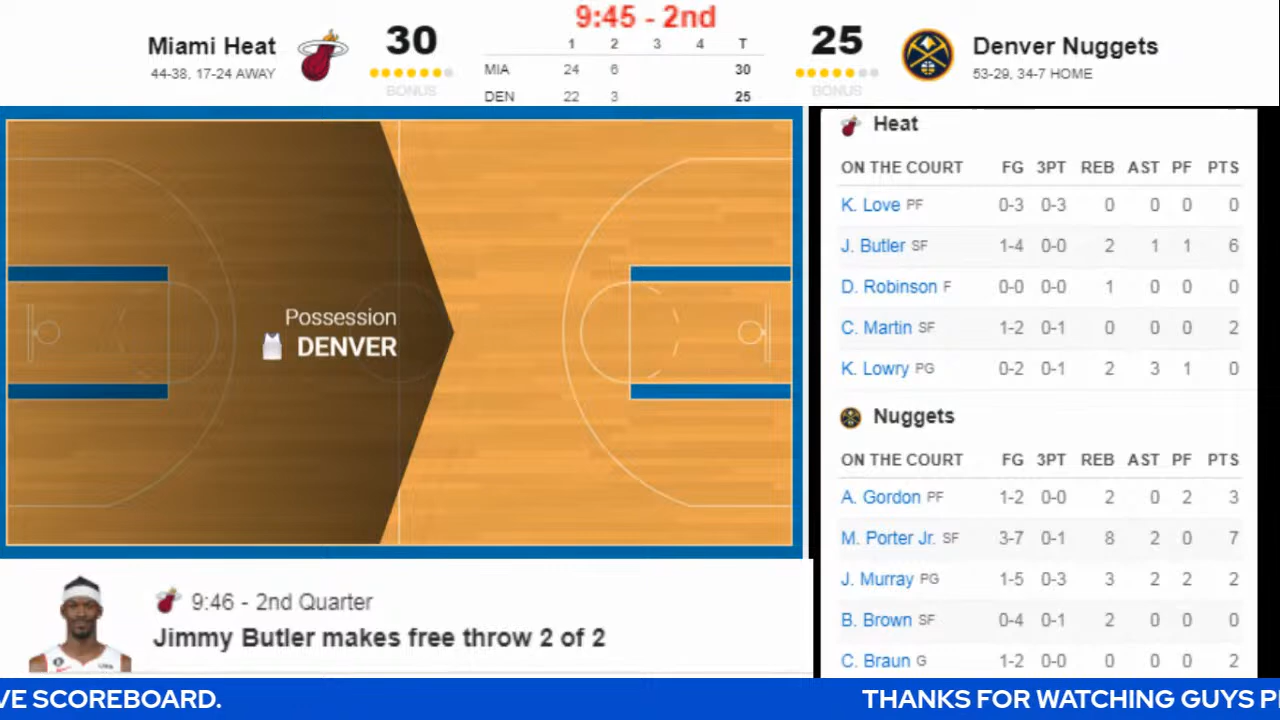 9:45 - 2nd
Miami Heat
44-38, 17-24 AWAY
30
BONUS
1 2 3 4 T
MIA 24 6 30
DEN 22 3 25
25
BONUS
Denver Nuggets
53-29, 34-7 HOME
Possession
DENVER
9:46 - 2nd Quarter
Jimmy Butler makes free throw 2 of 2
Heat
ON THE COURT FG 3PT REB AST PF PTS
K. Love PF 0-3 0-3 0 0 0 0
J. Butler SF 1-4 0-0 2 1 1 6
D. Robinson F 0-0 0-0 1 0 0 0
C. Martin SF 1-2 0-1 0 0 0 2
K. Lowry PG 0-2 0-1 2 3 1 0
Nuggets
ON THE COURT FG 3PT REB AST PF PTS
A. Gordon PF 1-2 0-0 2 0 2 3
M. Porter Jr. SF 3-7 0-1 8 2 0 7
J. Murray PG 1-5 0-3 3 2 2 2
B. Brown SF 0-4 0-1 2 0 0 0
C. Braun G 1-2 0-0 0 0 0 2
VE SCOREBOARD. THANKS FOR WATCHING GUYS P